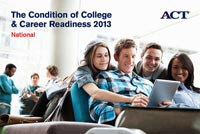 The Condition of College
& Career Readiness 2013
National
ACT